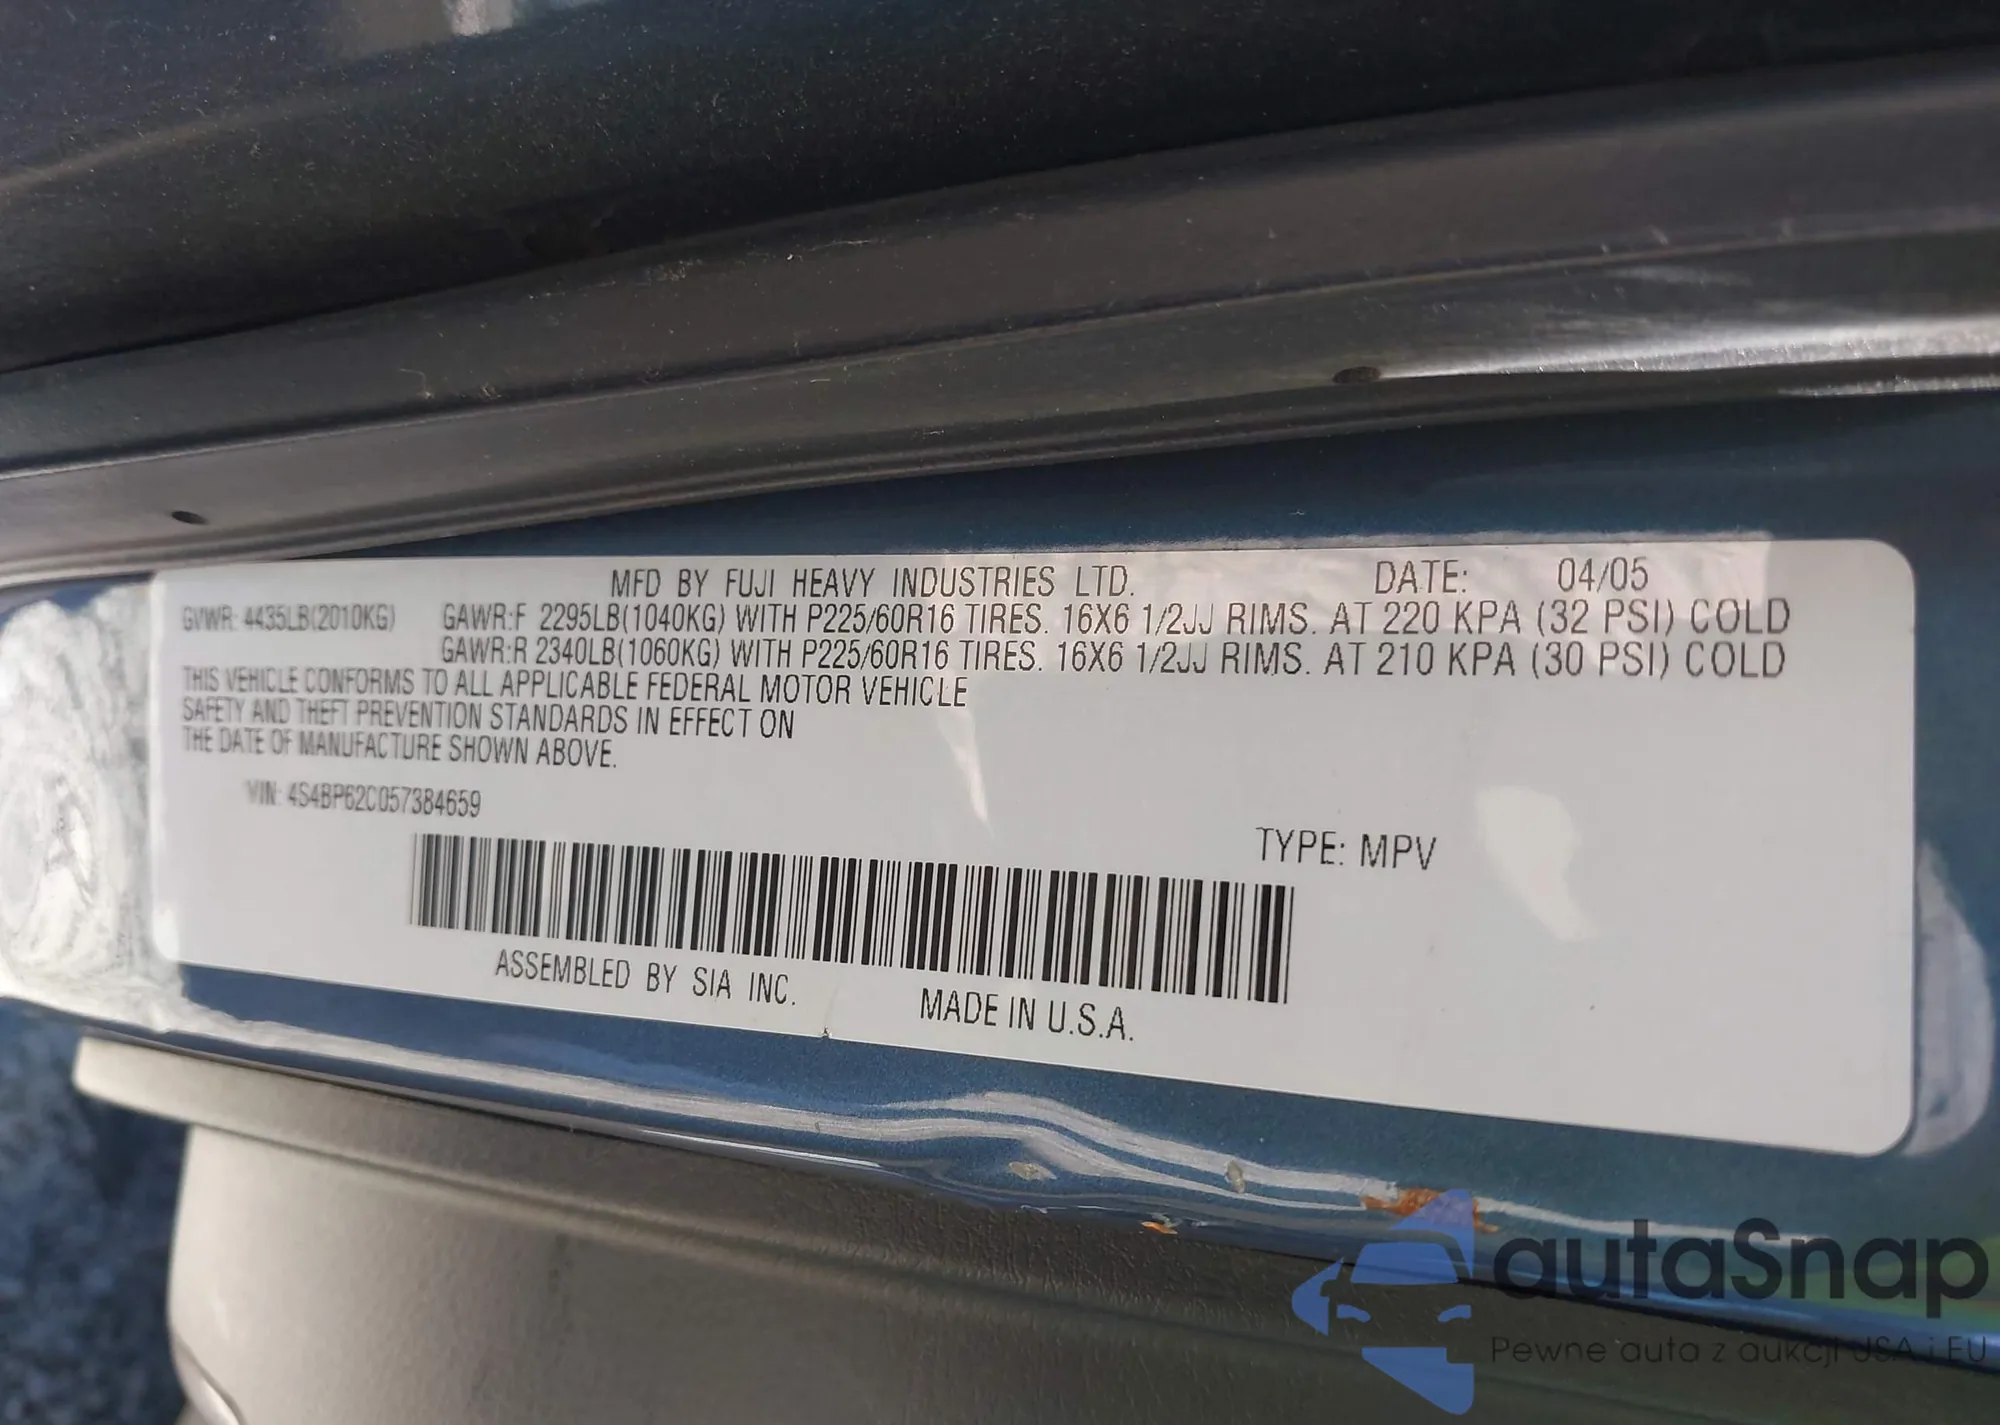 MFD BY FUJI HEAVY INDUSTRIES LTD. DATE: 04/05
GVWR: 4435LB(2010KG) GAWR:F 2295LB(1040KG) WITH P225/60R16 TIRES. 16X6 1/2JJ RIMS. AT 220 KPA (32 PSI) COLD
GAWR:R 2340LB(1060KG) WITH P225/60R16 TIRES. 16X6 1/2JJ RIMS. AT 210 KPA (30 PSI) COLD
THIS VEHICLE CONFORMS TO ALL APPLICABLE FEDERAL MOTOR VEHICLE
SAFETY AND THEFT PREVENTION STANDARDS IN EFFECT ON
THE DATE OF MANUFACTURE SHOWN ABOVE.
VIN: 4S4BP62C057384659
TYPE: MPV
ASSEMBLED BY SIA INC. MADE IN U.S.A.
autaSnap
Pewne auta z aukcji USA i EU